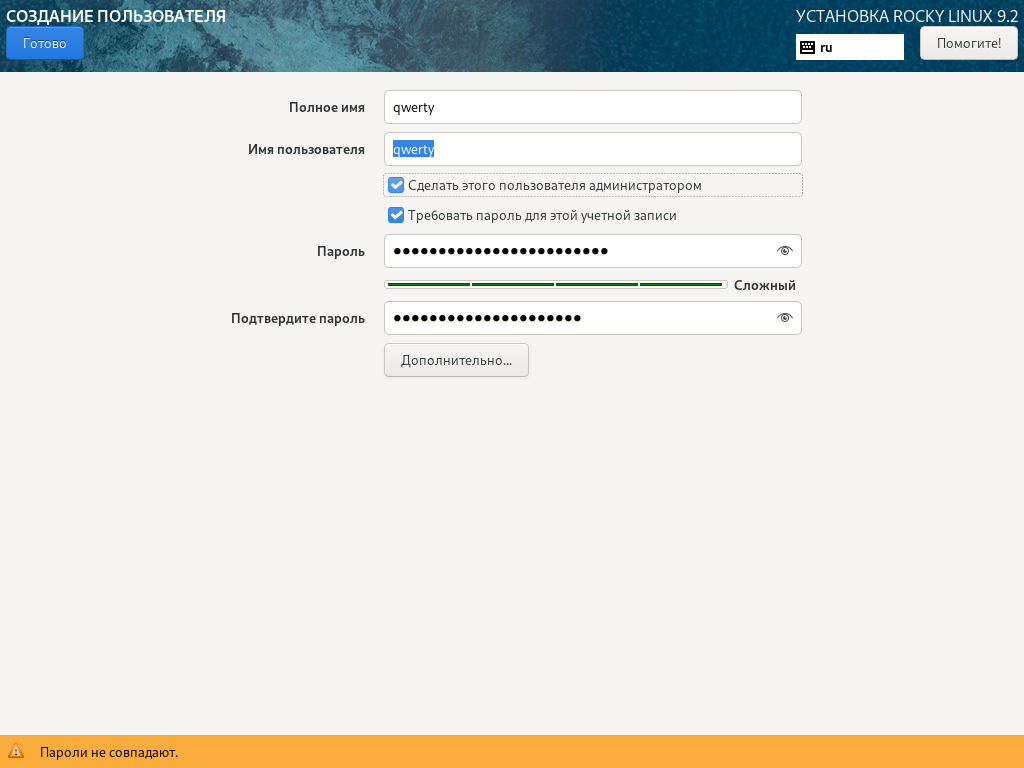 СОЗДАНИЕ ПОЛЬЗОВАТЕЛЯ
УСТАНОВКА ROCKY LINUX 9.2
Готово
ru
Помогите!
Полное имя
qwerty
Имя пользователя
qwerty
Сделать этого пользователя администратором
Требовать пароль для этой учетной записи
Пароль
●●●●●●●●●●●●●●●●●●●●●●●●
Сложный
Подтвердите пароль
●●●●●●●●●●●●●●●●●●●●●
Дополнительно...
Пароли не совпадают.